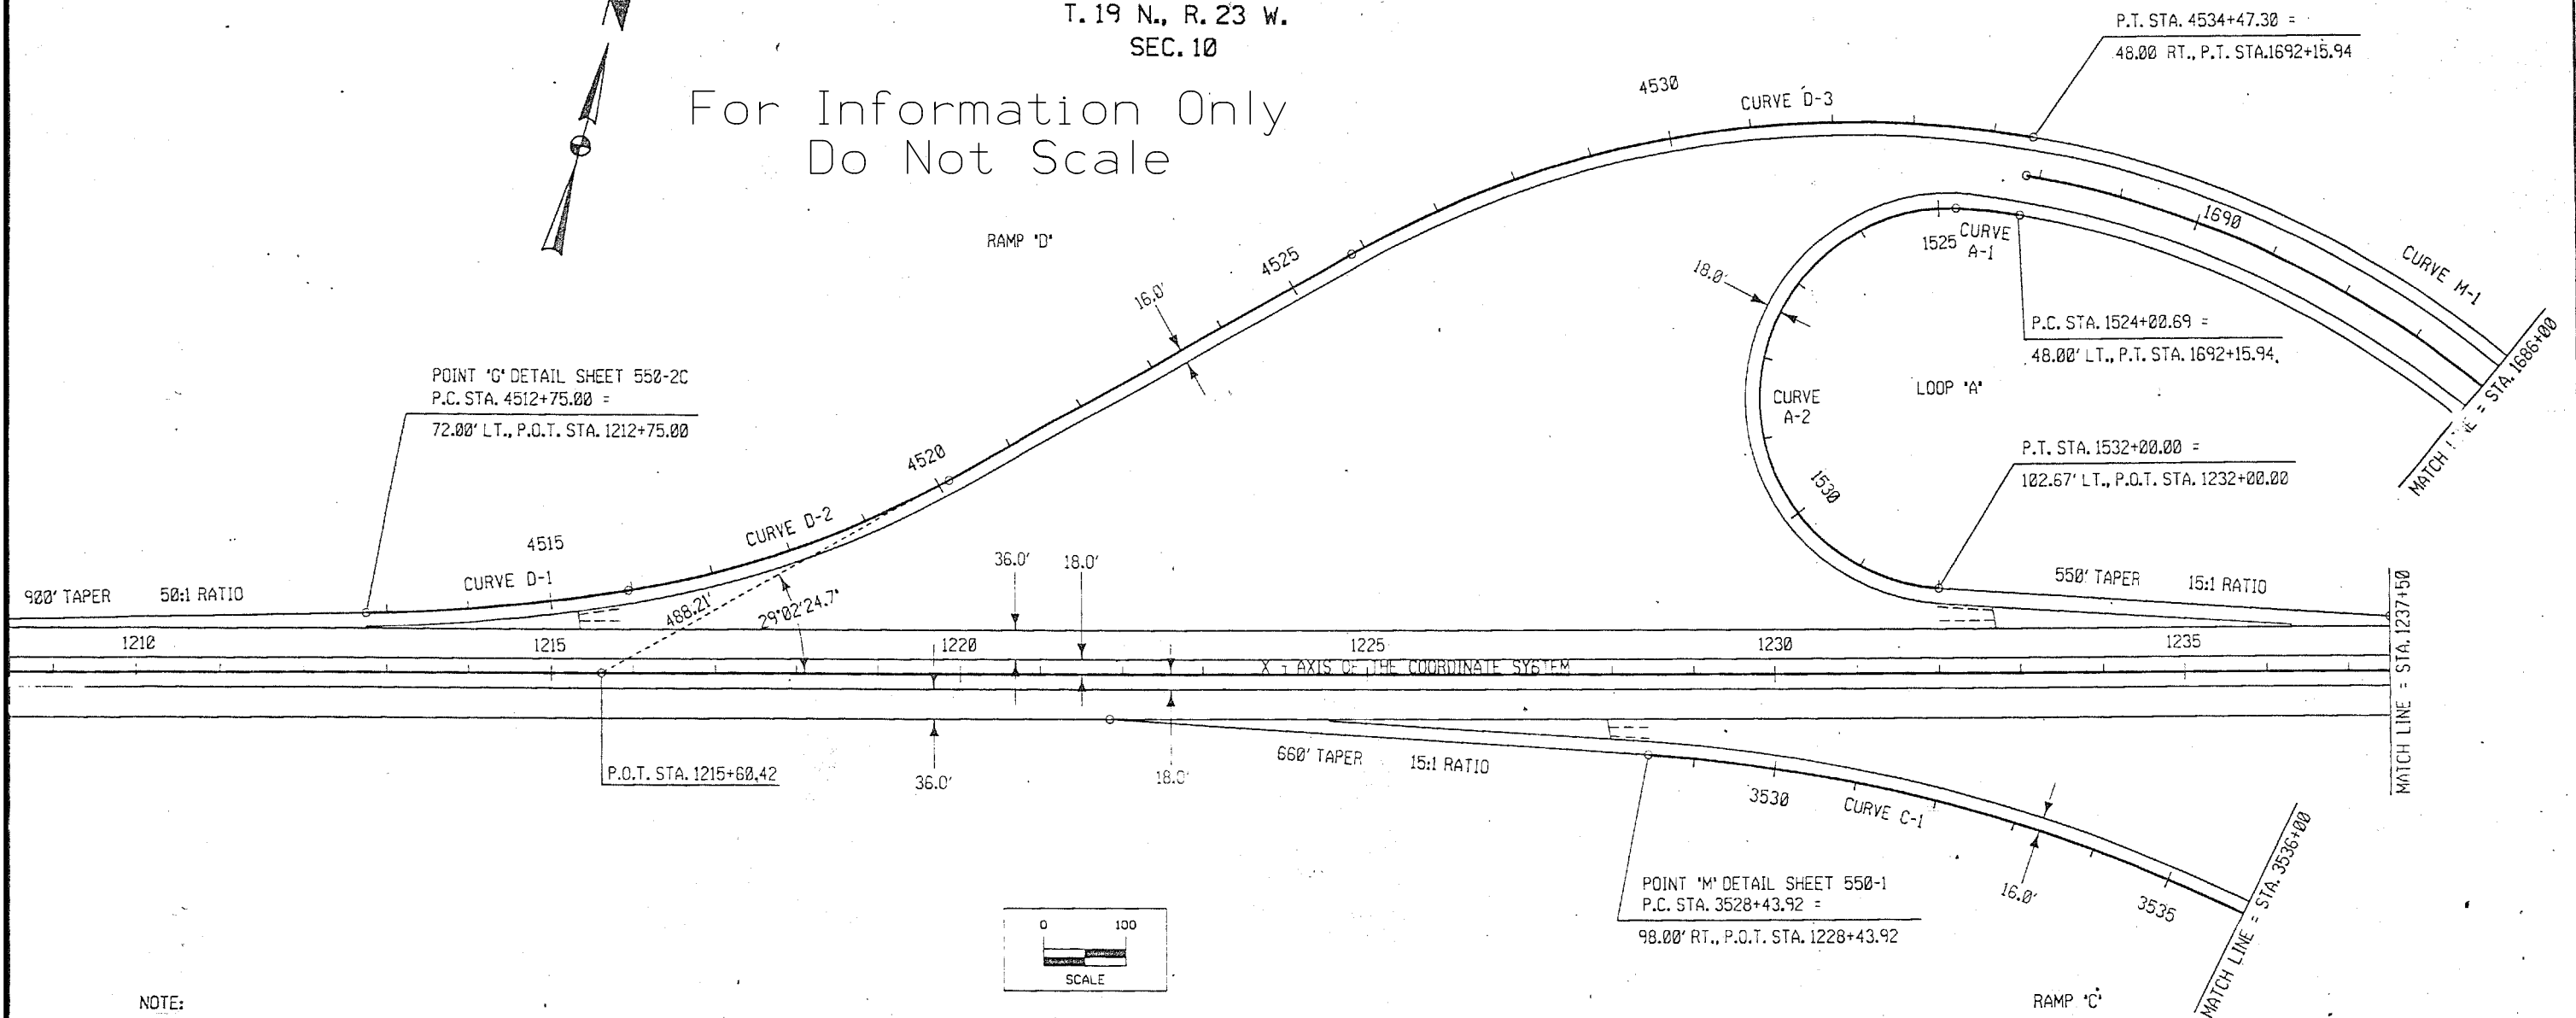 T. 19 N., R. 23 W.
SEC. 10
For Information Only
Do Not Scale
P.T. STA. 4534+47.30 =
48.00 RT., P.T. STA.1692+15.94
4530
CURVE D-3
RAMP "D"
4525
16.0'
1690
1525
CURVE
A-1
CURVE M-1
18.0'
P.C. STA. 1524+00.69 =
48.00' LT., P.T. STA. 1692+15.94.
MATCH LINE = STA. 1686+00
LOOP "A"
CURVE
A-2
POINT "G" DETAIL SHEET 550-2C
P.C. STA. 4512+75.00 =
72.00' LT., P.O.T. STA. 1212+75.00
4520
P.T. STA. 1532+00.00 =
102.67' LT., P.O.T. STA. 1232+00.00
1530
4515
CURVE D-2
CURVE D-1
900' TAPER 50:1 RATIO
488.21'
29°02'24.7"
36.0'
18.0'
550' TAPER 15:1 RATIO
1210
1215
1220
1225
1230
1235
X - AXIS OF THE COORDINATE SYSTEM
MATCH LINE = STA. 1237+50
P.O.T. STA. 1215+60.42
36.0'
18.0'
660' TAPER 15:1 RATIO
3530
CURVE C-1
POINT "M" DETAIL SHEET 550-1
P.C. STA. 3528+43.92 =
98.00' RT., P.O.T. STA. 1228+43.92
16.0'
3535
MATCH LINE = STA. 3536+00
0 100
SCALE
NOTE:
RAMP "C"